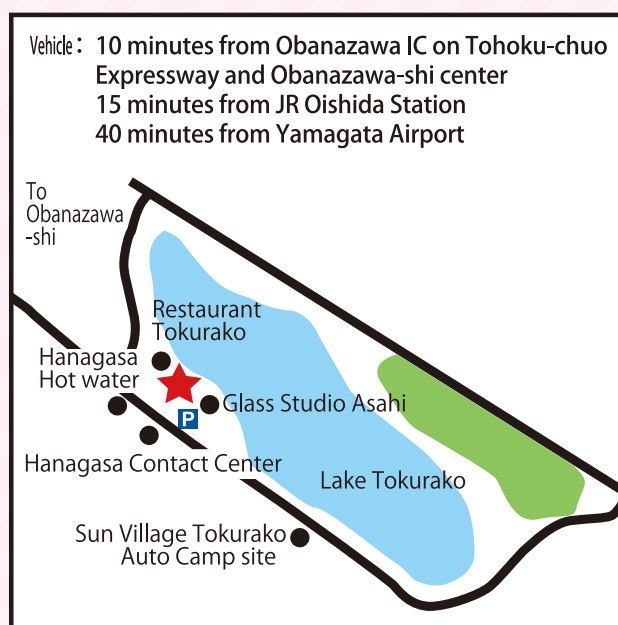 Vehicle： 10 minutes from Obanazawa IC on Tohoku-chuo
Expressway and Obanazawa-shi center
15 minutes from JR Oishida Station
40 minutes from Yamagata Airport
To
Obanazawa
-shi
Restaurant
Tokurako
Hanagasa
Hot water
P
Glass Studio Asahi
Hanagasa Contact Center
Lake Tokurako
Sun Village Tokurako
Auto Camp site